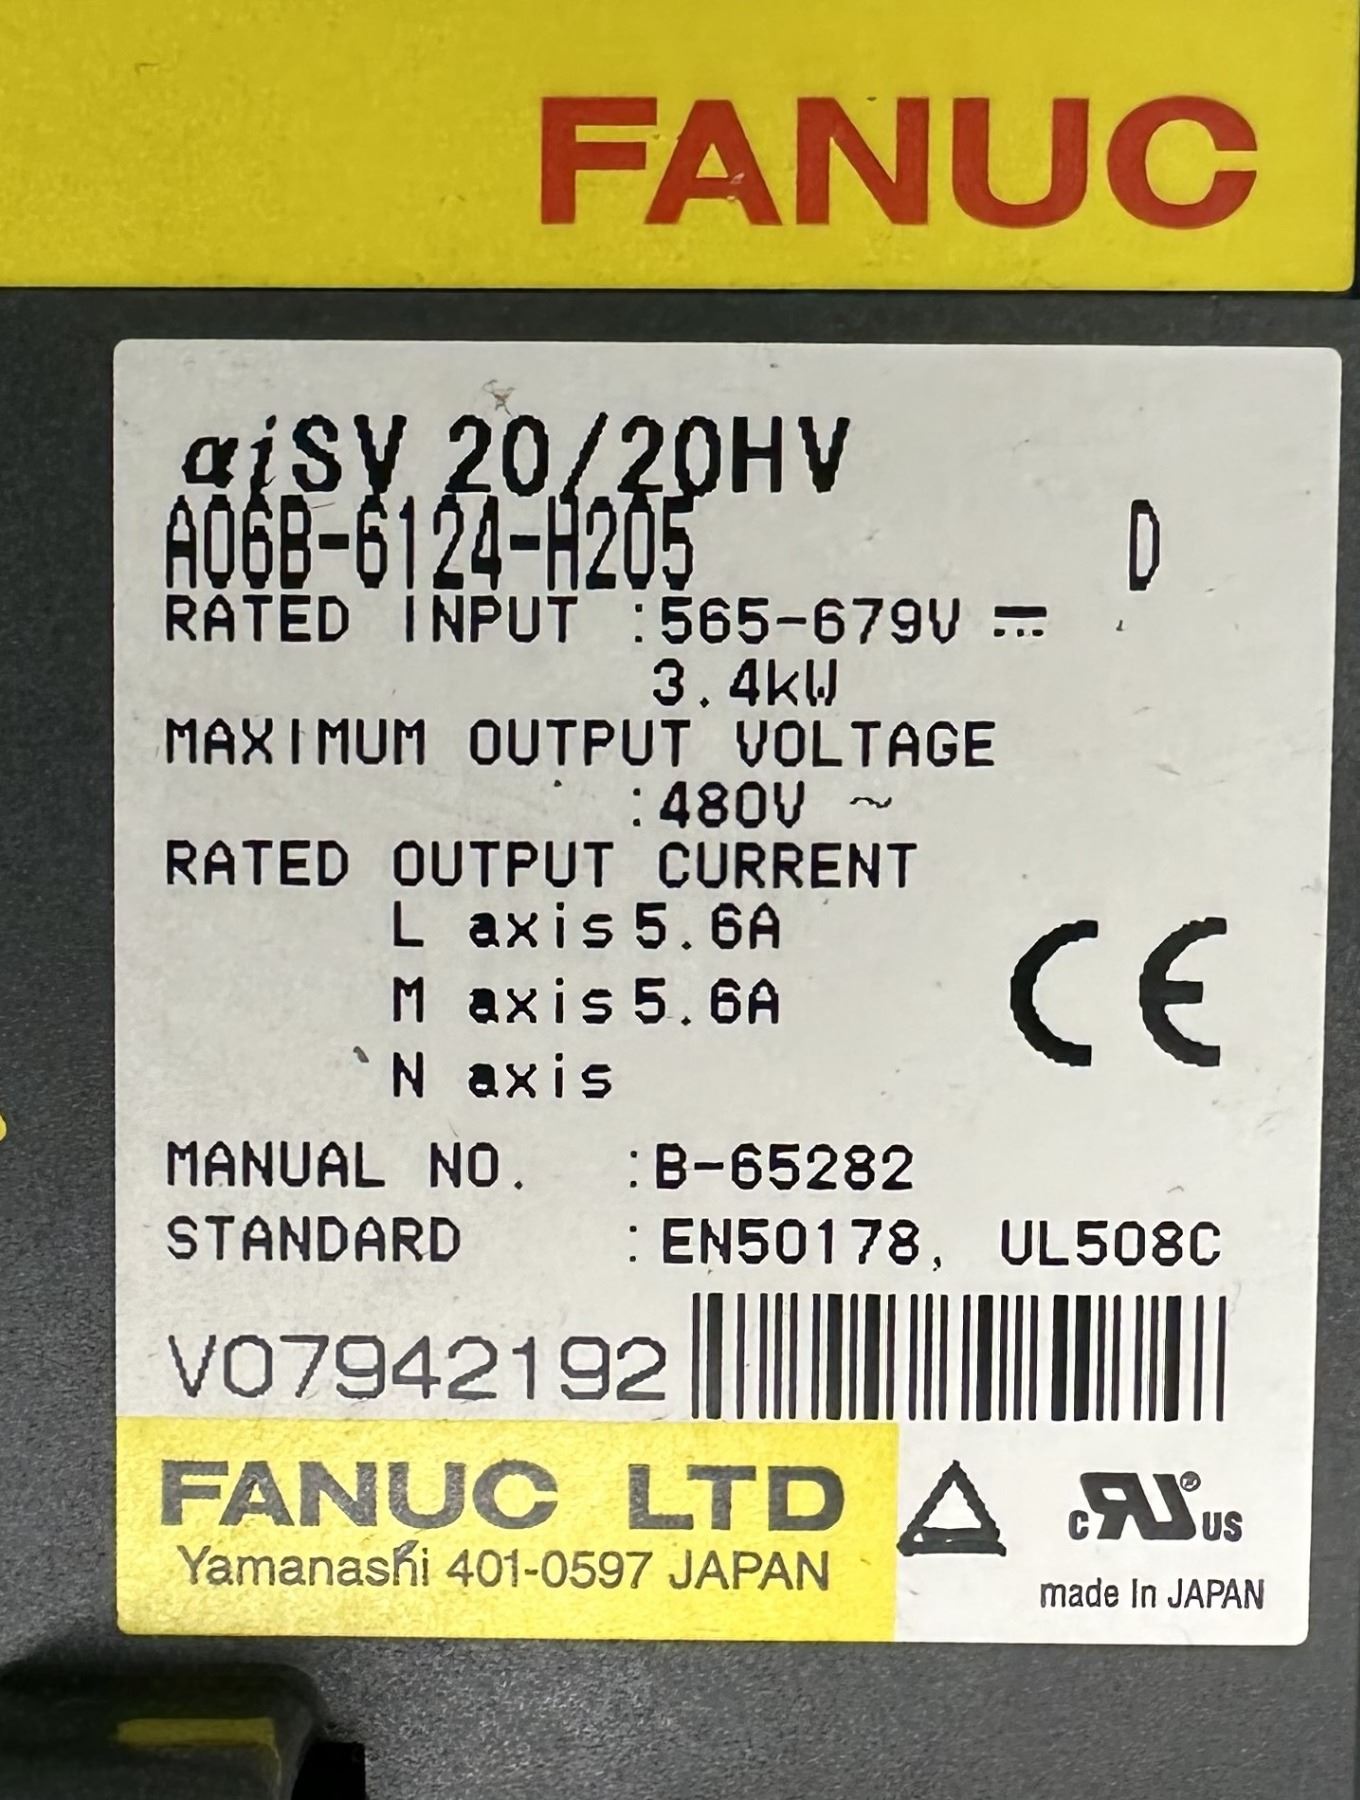 FANUC
αiSV 20/20HV
A06B-6124-H205 D
RATED INPUT :565-679V ⎓
3.4kW
MAXIMUM OUTPUT VOLTAGE
:480V ~
RATED OUTPUT CURRENT
L axis 5.6A
M axis 5.6A
N axis
CE
MANUAL NO. :B-65282
STANDARD :EN50178, UL508C
V07942192
FANUC LTD
Yamanashi 401-0597 JAPAN
c RU ® US
made In JAPAN